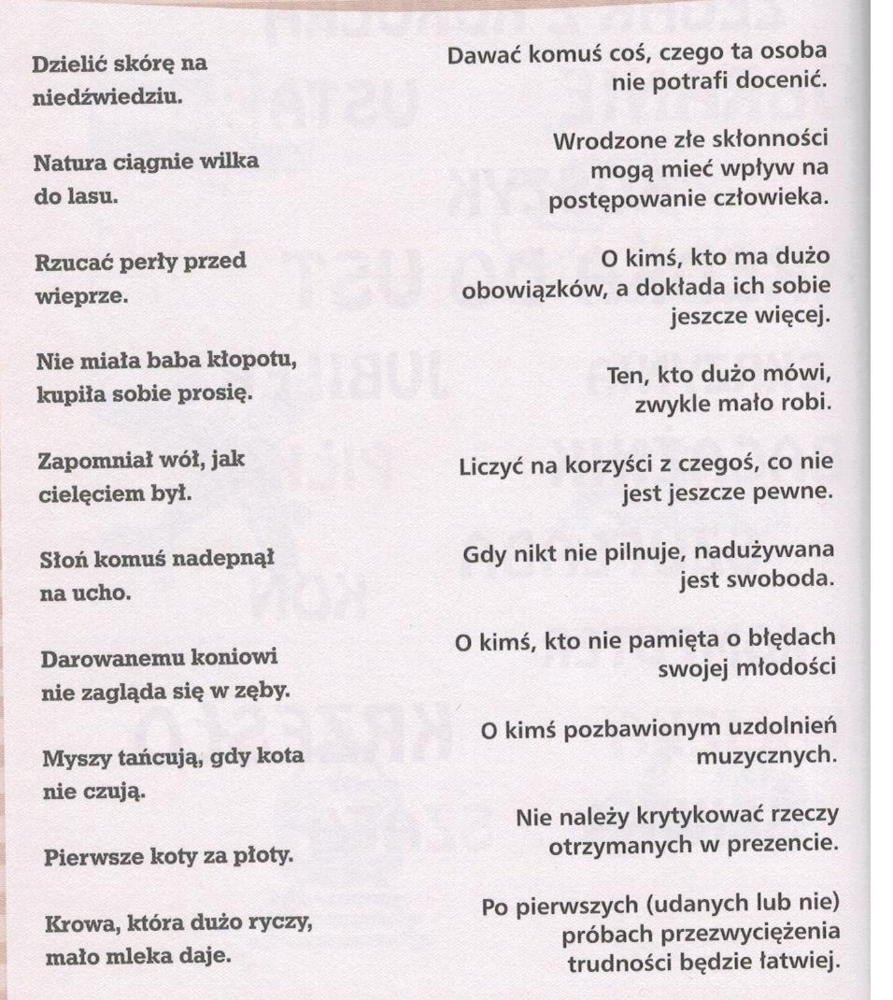 Dzielić skórę na
niedźwiedziu.
Natura ciągnie wilka
do lasu.
Rzucać perły przed
wieprze.
Nie miała baba kłopotu,
kupiła sobie prosię.
Zapomniał wół, jak
cielęciem był.
Słoń komuś nadepnął
na ucho.
Darowanemu koniowi
nie zagląda się w zęby.
Myszy tańcują, gdy kota
nie czują.
Pierwsze koty za płoty.
Krowa, która dużo ryczy,
mało mleka daje.
Dawać komuś coś, czego ta osoba
nie potrafi docenić.
Wrodzone złe skłonności
mogą mieć wpływ na
postępowanie człowieka.
O kimś, kto ma dużo
obowiązków, a dokłada ich sobie
jeszcze więcej.
Ten, kto dużo mówi,
zwykle mało robi.
Liczyć na korzyści z czegoś, co nie
jest jeszcze pewne.
Gdy nikt nie pilnuje, nadużywana
jest swoboda.
O kimś, kto nie pamięta o błędach
swojej młodości
O kimś pozbawionym uzdolnień
muzycznych.
Nie należy krytykować rzeczy
otrzymanych w prezencie.
Po pierwszych (udanych lub nie)
próbach przezwyciężenia
trudności będzie łatwiej.